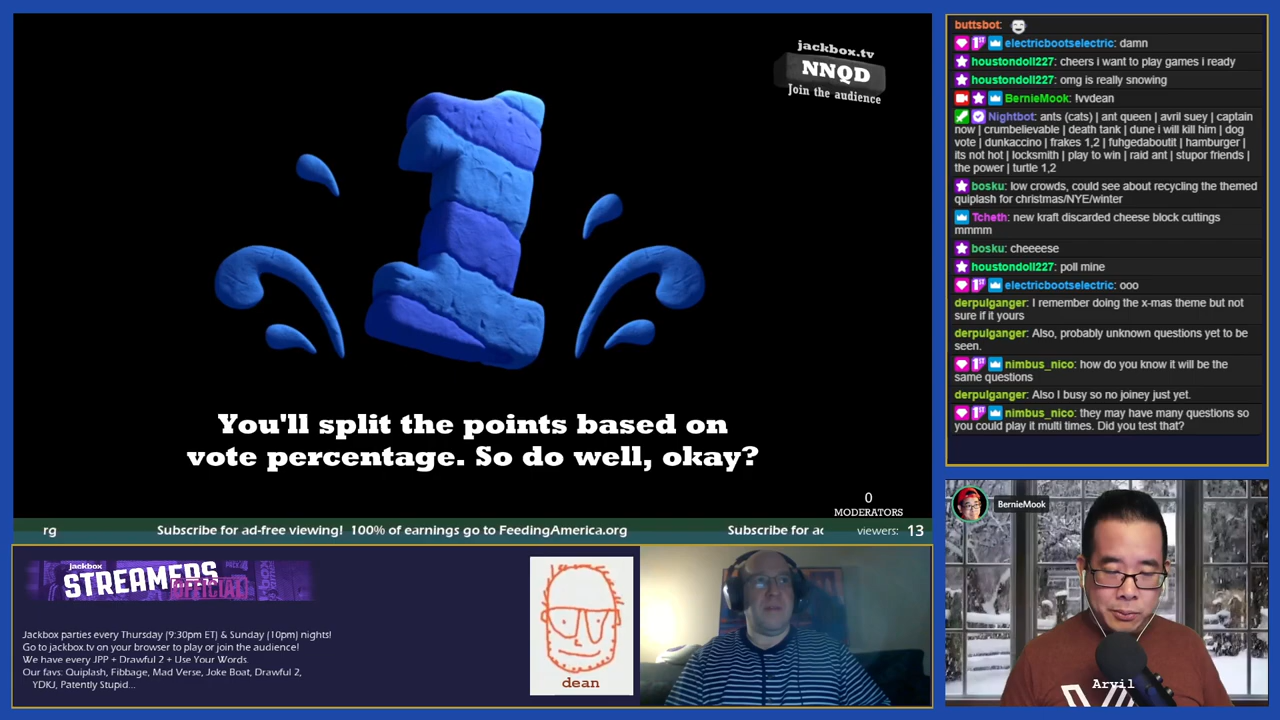 jackbox.tv
NNQD
Join the audience
1
You'll split the points based on
vote percentage. So do well, okay?
0
MODERATORS
rg Subscribe for ad-free viewing! 100% of earnings go to FeedingAmerica.org Subscribe for ac
viewers: 13
jackbox
STREAMERS
OFFICIAL
Jackbox parties every Thursday (9:30pm ET) & Sunday (10pm) nights!
Go to jackbox.tv on your browser to play or join the audience!
We have every JPP + Drawful 2 + Use Your Words.
Our favs: Quiplash, Fibbage, Mad Verse, Joke Boat, Drawful 2,
YDKJ, Patently Stupid...
dean
buttsbot:
electricbootselectric: damn
houstondoll227: cheers i want to play games i ready
houstondoll227: omg is really snowing
BernieMook: !vvdean
Nightbot: ants (cats) | ant queen | avril suey | captain
now | crumbelievable | death tank | dune i will kill him | dog
vote | dunkaccino | frakes 1,2 | fuhgedaboutit | hamburger |
its not hot | locksmith | play to win | raid ant | stupor friends |
the power | turtle 1,2
bosku: low crowds, could see about recycling the themed
quiplash for christmas/NYE/winter
Tcheth: new kraft discarded cheese block cuttings
mmmm
bosku: cheeeese
houstondoll227: poll mine
electricbootselectric: ooo
derpulganger: I remember doing the x-mas theme but not
sure if it yours
derpulganger: Also, probably unknown questions yet to be
seen.
nimbus_nico: how do you know it will be the
same questions
derpulganger: Also I busy so no joiney just yet.
nimbus_nico: they may have many questions so
you could play it multi times. Did you test that?
BernieMook
Arvil